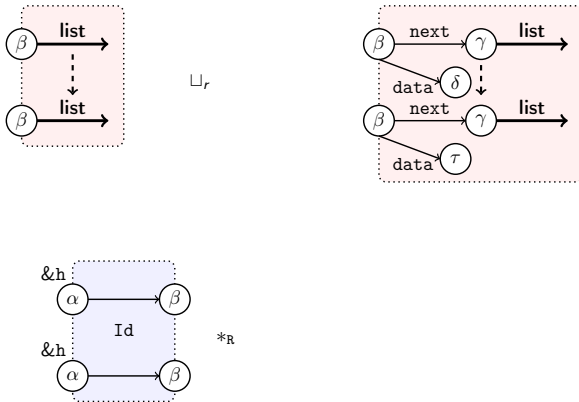 list
β
⊔r
list
β
next
β γ list
data δ
next
β γ list
data τ
&h
α β
Id
*R
&h
α β